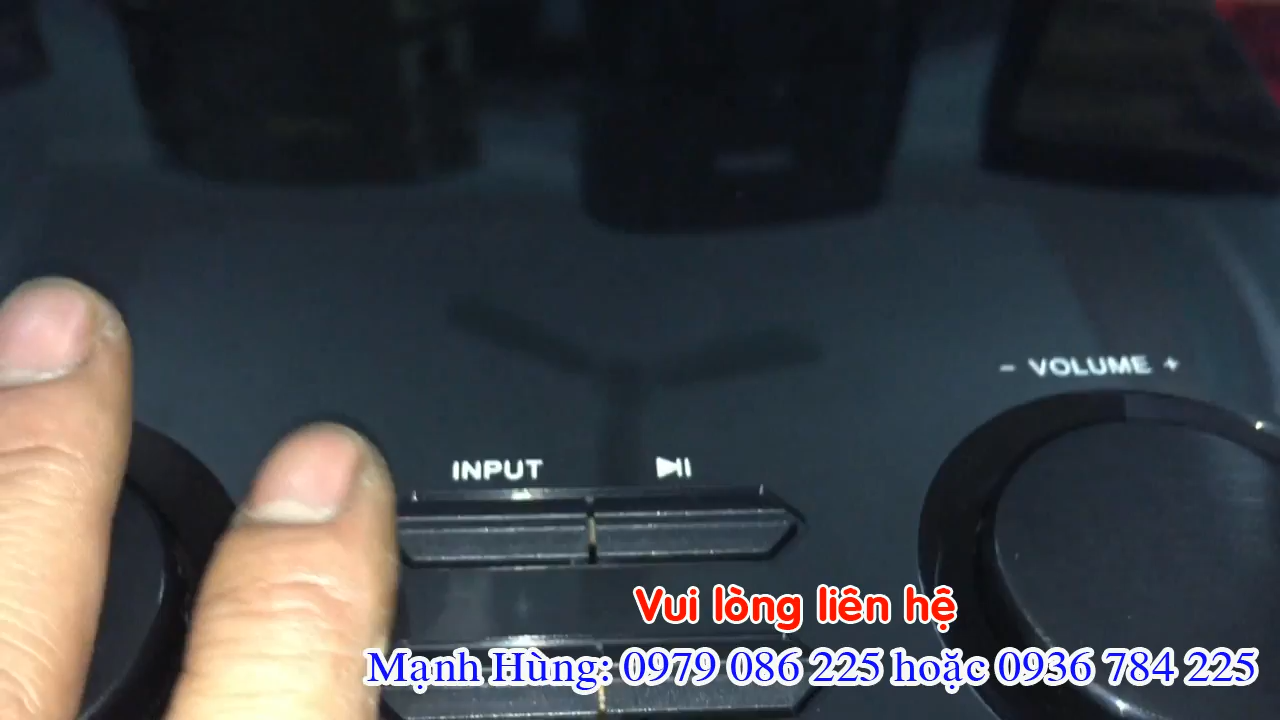 - VOLUME +
INPUT ▶II
Vui lòng liên hệ
Mạnh Hùng: 0979 086 225 hoặc 0936 784 225